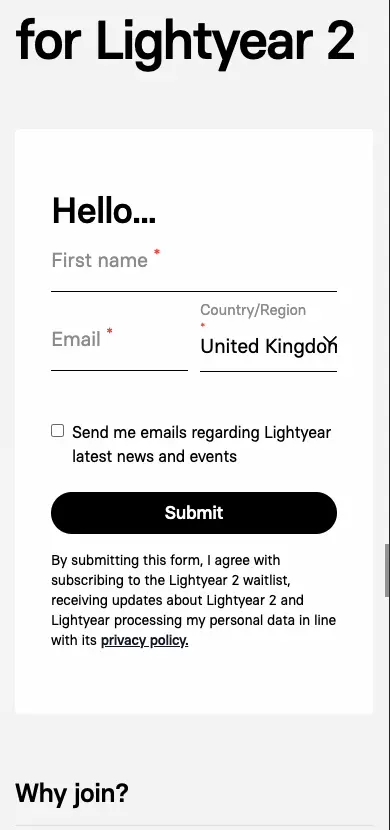 for Lightyear 2
Hello...
First name *
Country/Region
*
Email *
United Kingdom
Send me emails regarding Lightyear
latest news and events
Submit
By submitting this form, I agree with
subscribing to the Lightyear 2 waitlist,
receiving updates about Lightyear 2 and
Lightyear processing my personal data in line
with its privacy policy.
Why join?